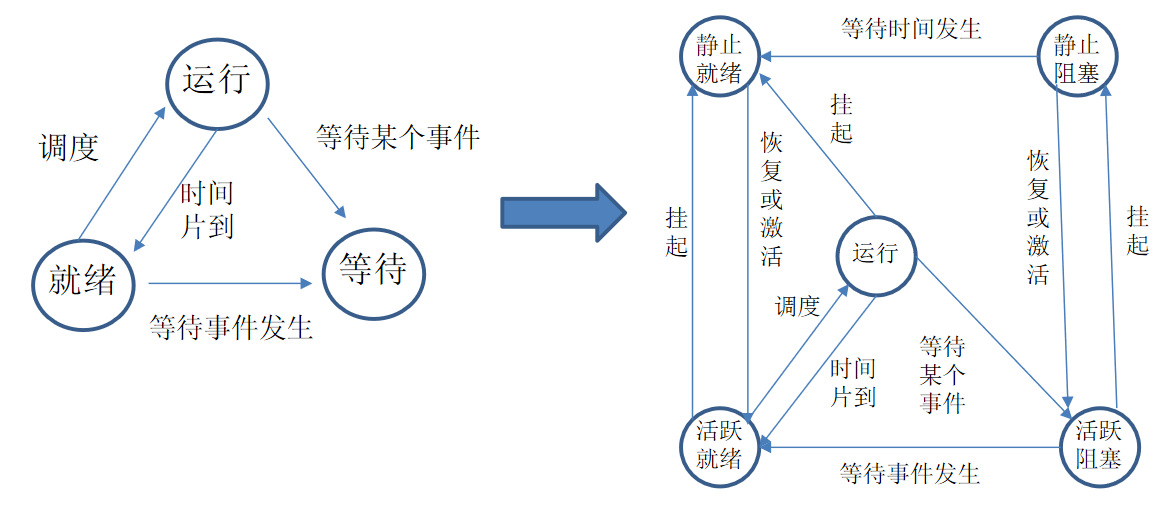 运行
调度
等待某个事件
时间
片到
就绪
等待
等待事件发生
静止
就绪
等待时间发生
静止
阻塞
挂
起
恢
复
或
激
活
挂
起
运行
恢
复
或
激
活
挂
起
调度
时间
片到
等待
某个
事件
活跃
就绪
等待事件发生
活跃
阻塞